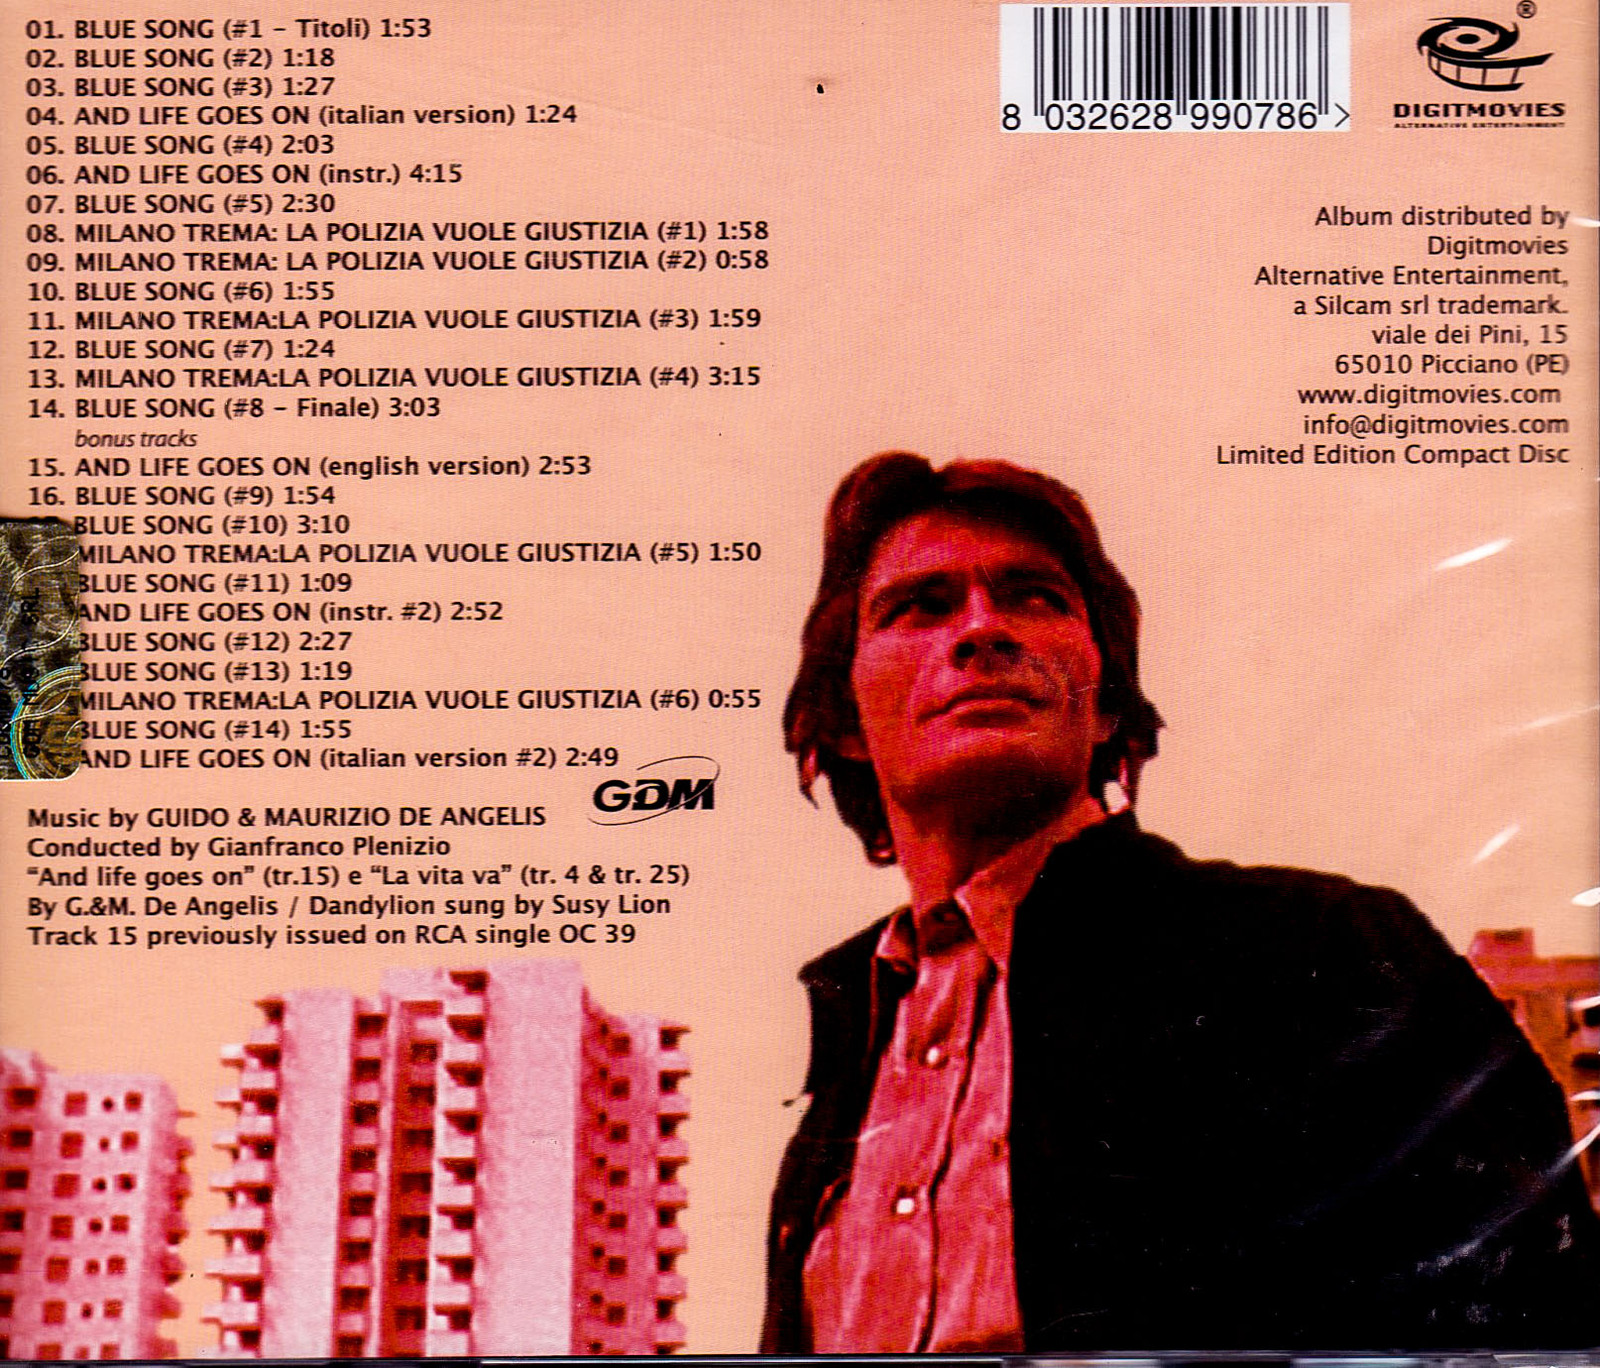 01. BLUE SONG (#1 – Titoli) 1:53
02. BLUE SONG (#2) 1:18
03. BLUE SONG (#3) 1:27
04. AND LIFE GOES ON (italian version) 1:24
05. BLUE SONG (#4) 2:03
06. AND LIFE GOES ON (instr.) 4:15
07. BLUE SONG (#5) 2:30
08. MILANO TREMA: LA POLIZIA VUOLE GIUSTIZIA (#1) 1:58
09. MILANO TREMA: LA POLIZIA VUOLE GIUSTIZIA (#2) 0:58
10. BLUE SONG (#6) 1:55
11. MILANO TREMA:LA POLIZIA VUOLE GIUSTIZIA (#3) 1:59
12. BLUE SONG (#7) 1:24
13. MILANO TREMA:LA POLIZIA VUOLE GIUSTIZIA (#4) 3:15
14. BLUE SONG (#8 – Finale) 3:03
bonus tracks
15. AND LIFE GOES ON (english version) 2:53
16. BLUE SONG (#9) 1:54
BLUE SONG (#10) 3:10
MILANO TREMA:LA POLIZIA VUOLE GIUSTIZIA (#5) 1:50
BLUE SONG (#11) 1:09
AND LIFE GOES ON (instr. #2) 2:52
BLUE SONG (#12) 2:27
BLUE SONG (#13) 1:19
MILANO TREMA:LA POLIZIA VUOLE GIUSTIZIA (#6) 0:55
BLUE SONG (#14) 1:55
AND LIFE GOES ON (italian version #2) 2:49
GDM
Music by GUIDO & MAURIZIO DE ANGELIS
Conducted by Gianfranco Plenizio
“And life goes on” (tr.15) e “La vita va” (tr. 4 & tr. 25)
By G.&M. De Angelis / Dandylion sung by Susy Lion
Track 15 previously issued on RCA single OC 39
8 032628 990786 >
®
DIGITMOVIES
ALTERNATIVE ENTERTAINMENT
Album distributed by
Digitmovies
Alternative Entertainment,
a Silcam srl trademark.
viale dei Pini, 15
65010 Picciano (PE)
www.digitmovies.com
info@digitmovies.com
Limited Edition Compact Disc